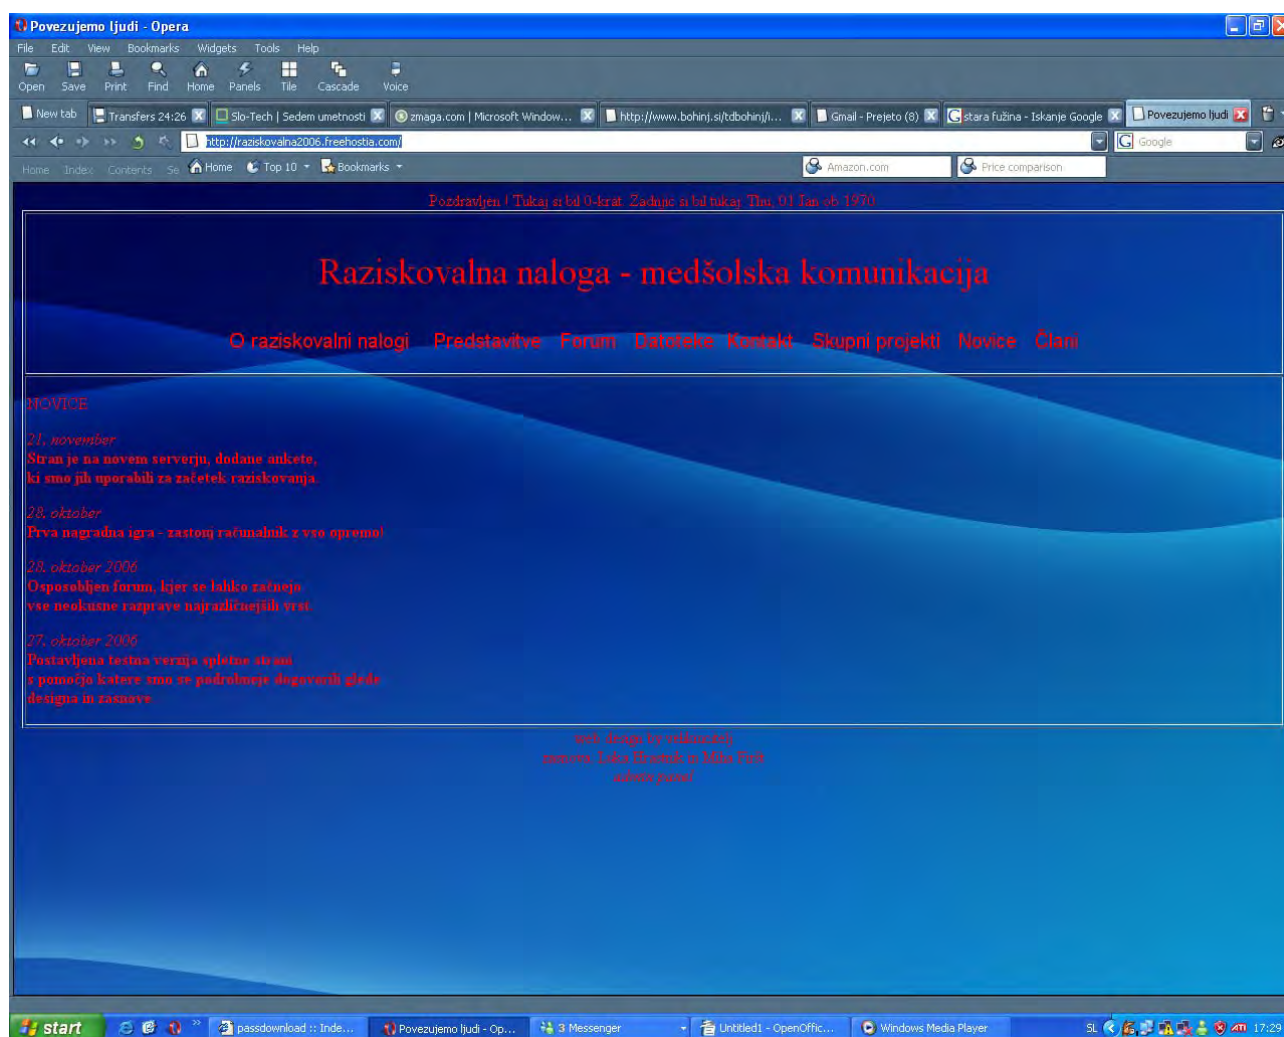 Povezujemo ljudi - Opera
File Edit View Bookmarks Widgets Tools Help
Open Save Print Find Home Panels Tile Cascade Voice
New tab Transfers 24:26 Slo-Tech | Sedem umetnosti zmaga.com | Microsoft Window... http://www.bohinj.si/tdbohinj/i... Gmail - Prejeto (8) stara fužina - Iskanje Google Povezujemo ljudi
http://raziskovalna2006.freehostia.com/ Google
Home Index Contents Se Home Top 10 Bookmarks Amazon.com Price comparison
Pozdravljen ! Tukaj si bil 0-krat. Zadnjic si bil tukaj: Thu, 01 Jan ob 1970
Raziskovalna naloga - medšolska komunikacija
O raziskovalni nalogi Predstavitve Forum Datoteke Kontakt Skupni projekti Novice Člani
NOVICE
21. november
Stran je na novem serverju, dodane ankete,
ki smo jih uporabili za začetek raziskovanja.
28. oktober
Prva nagradna igra - zastonj računalnik z vso opremo!
28. oktober 2006
Osposobljen forum, kjer se lahko začnejo
vse neokusne razprave najrazličnejših vrst.
27. oktober 2006
Postavljena testna verzija spletne strani
s pomočjo katere smo se podrobneje dogovorili glede
designa in zasnove.
web design by
zasnova: Luka Hrastnik in Miha
admin panel
start passdownload :: Inde... Povezujemo ljudi - Op... 3 Messenger Untitled1 - OpenOffic... Windows Media Player SL ATI 17:29